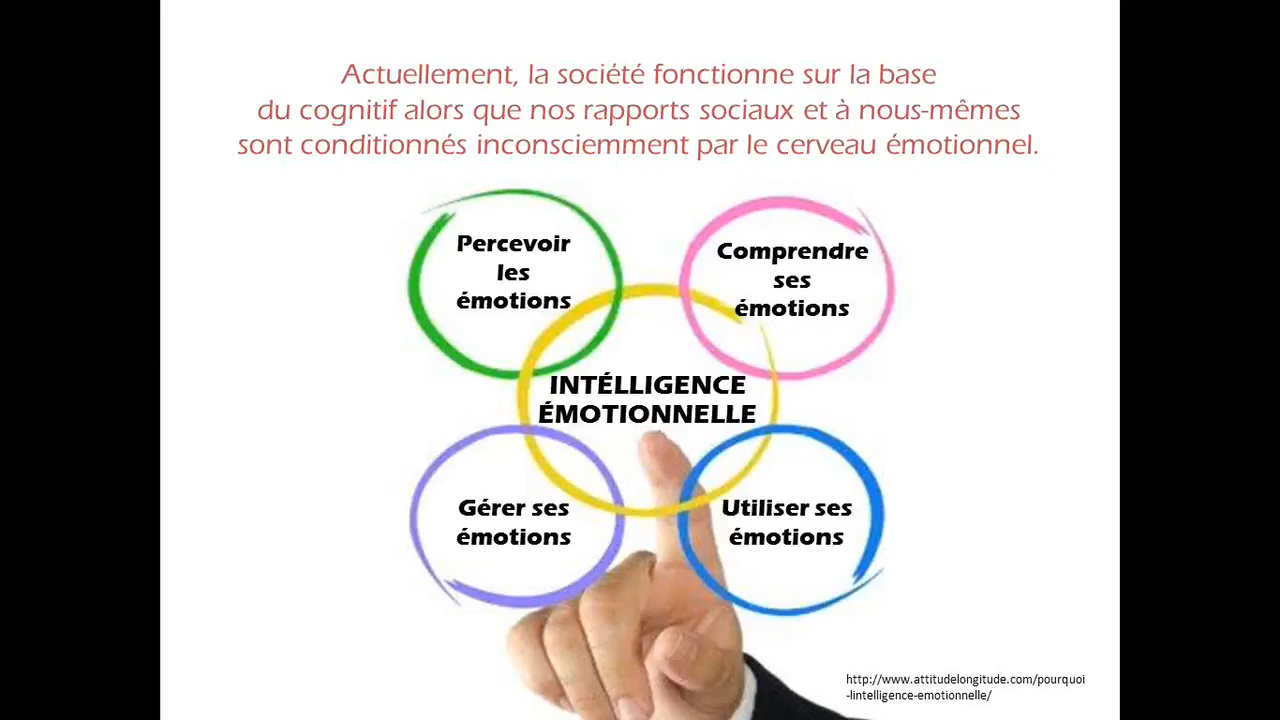 Actuellement, la société fonctionne sur la base
du cognitif alors que nos rapports sociaux et à nous-mêmes
sont conditionnés inconsciemment par le cerveau émotionnel.
Percevoir
les
émotions
Comprendre
ses
émotions
INTÉLLIGENCE
ÉMOTIONNELLE
Gérer ses
émotions
Utiliser ses
émotions
http://www.attitudelongitude.com/pourquoi
-lintelligence-emotionnelle/